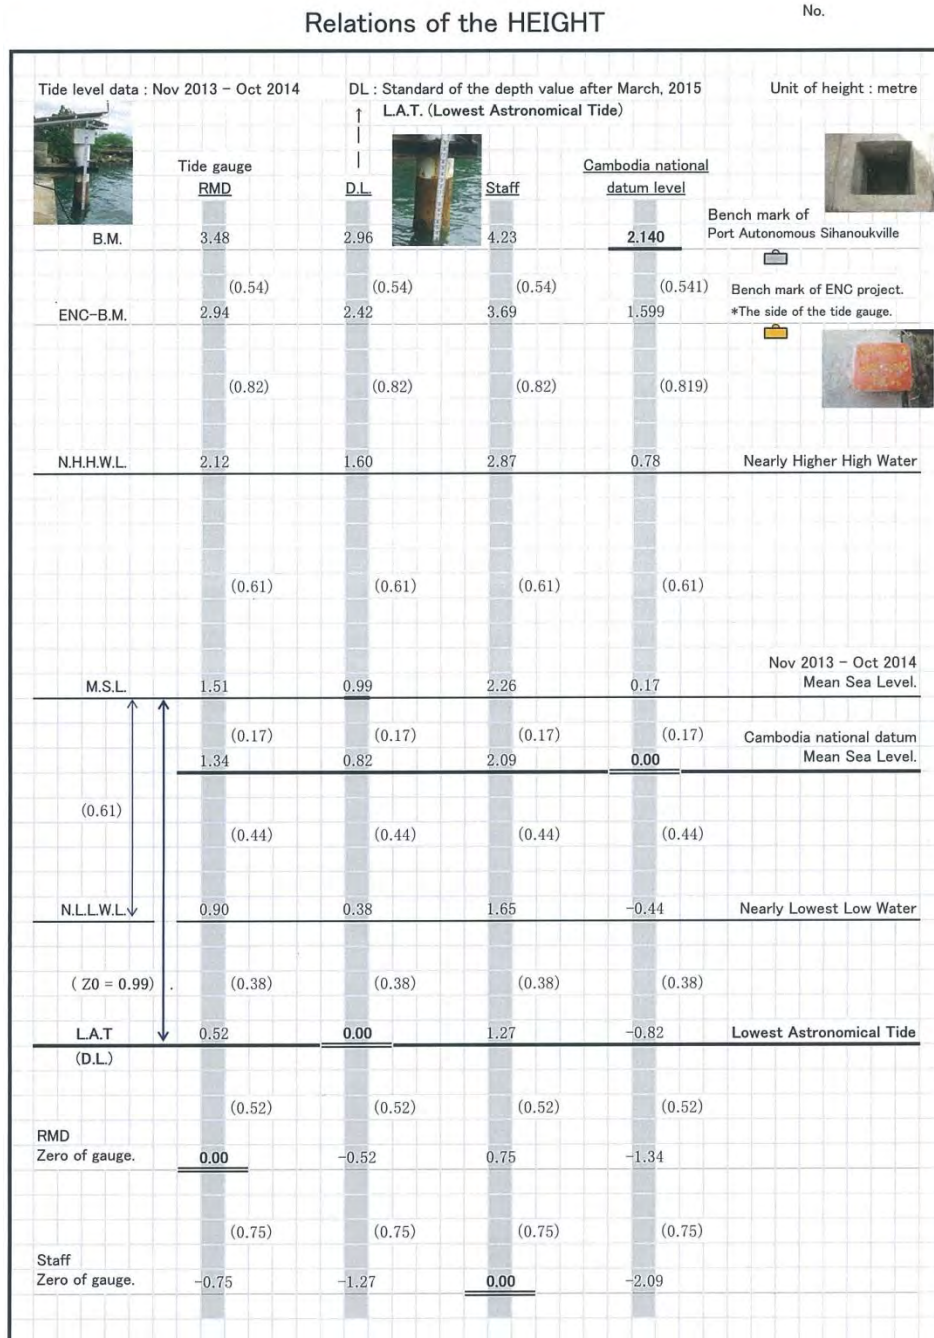 Relations of the HEIGHT
No.
Tide level data : Nov 2013 - Oct 2014
DL : Standard of the depth value after March, 2015
Unit of height : metre
L.A.T. (Lowest Astronomical Tide)
Tide gauge
RMD
D.L.
Staff
Cambodia national
datum level
Bench mark of
Port Autonomous Sihanoukville
B.M. 3.48 2.96 4.23 2.140
(0.54) (0.54) (0.54) (0.541)
Bench mark of ENC project.
ENC-B.M. 2.94 2.42 3.69 1.599
*The side of the tide gauge.
(0.82) (0.82) (0.82) (0.819)
N.H.H.W.L. 2.12 1.60 2.87 0.78 Nearly Higher High Water
(0.61) (0.61) (0.61) (0.61)
Nov 2013 - Oct 2014
M.S.L. 1.51 0.99 2.26 0.17 Mean Sea Level.
(0.17) (0.17) (0.17) (0.17) Cambodia national datum
1.34 0.82 2.09 0.00 Mean Sea Level.
(0.61)
(0.44) (0.44) (0.44) (0.44)
N.L.L.W.L. 0.90 0.38 1.65 -0.44 Nearly Lowest Low Water
( Z0 = 0.99) . (0.38) (0.38) (0.38) (0.38)
L.A.T 0.52 0.00 1.27 -0.82 Lowest Astronomical Tide
(D.L.)
(0.52) (0.52) (0.52) (0.52)
RMD
Zero of gauge. 0.00 -0.52 0.75 -1.34
(0.75) (0.75) (0.75) (0.75)
Staff
Zero of gauge. -0.75 -1.27 0.00 -2.09